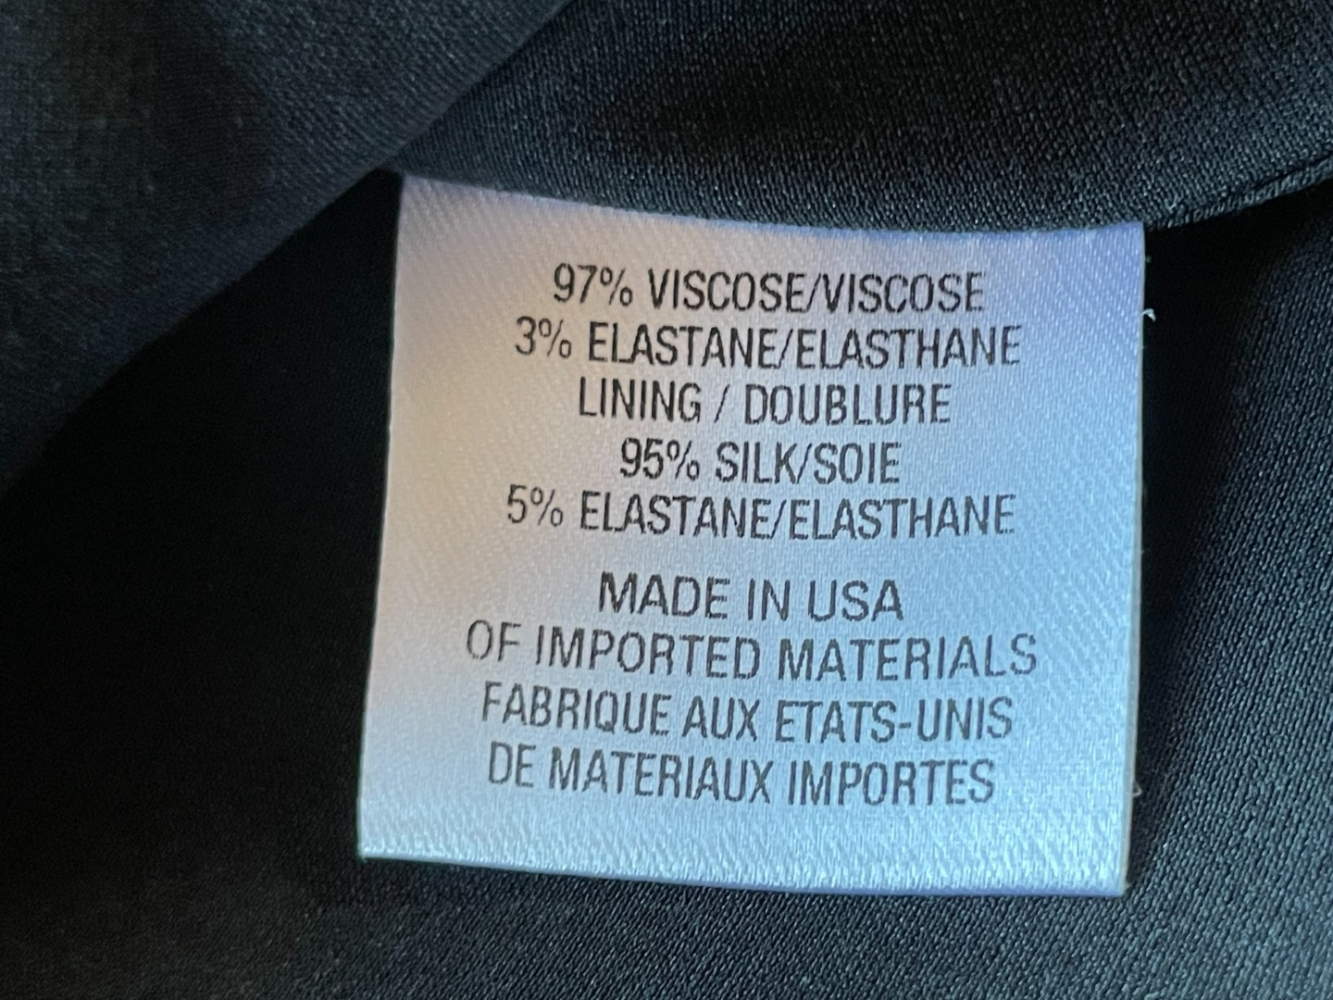 97% VISCOSE/VISCOSE
3% ELASTANE/ELASTHANE
LINING / DOUBLURE
95% SILK/SOIE
5% ELASTANE/ELASTHANE
MADE IN USA
OF IMPORTED MATERIALS
FABRIQUE AUX ETATS-UNIS
DE MATERIAUX IMPORTES